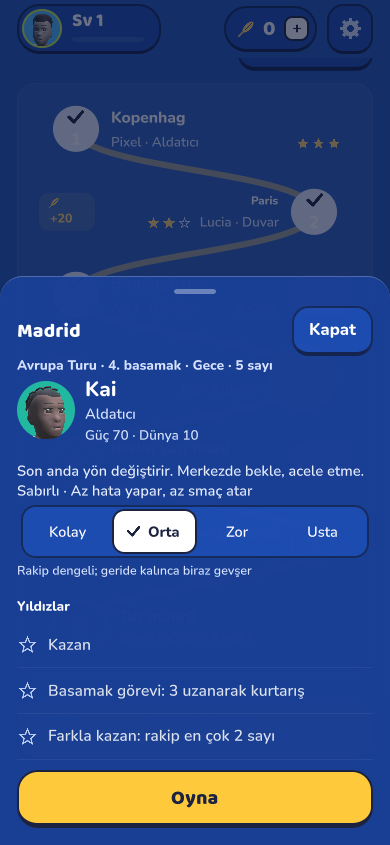 Sv 1
0
+
Kopenhag
Pixel · Aldatıcı
1
Paris
Lucia · Duvar
2
+20
Madrid
Kapat
Avrupa Turu · 4. basamak · Gece · 5 sayı
Kai
Aldatıcı
Güç 70 · Dünya 10
Son anda yön değiştirir. Merkezde bekle, acele etme.
Sabırlı · Az hata yapar, az smaç atar
Kolay
Orta
Zor
Usta
Rakip dengeli; geride kalınca biraz gevşer
Yıldızlar
Kazan
Basamak görevi: 3 uzanarak kurtarış
Farkla kazan: rakip en çok 2 sayı
Oyna